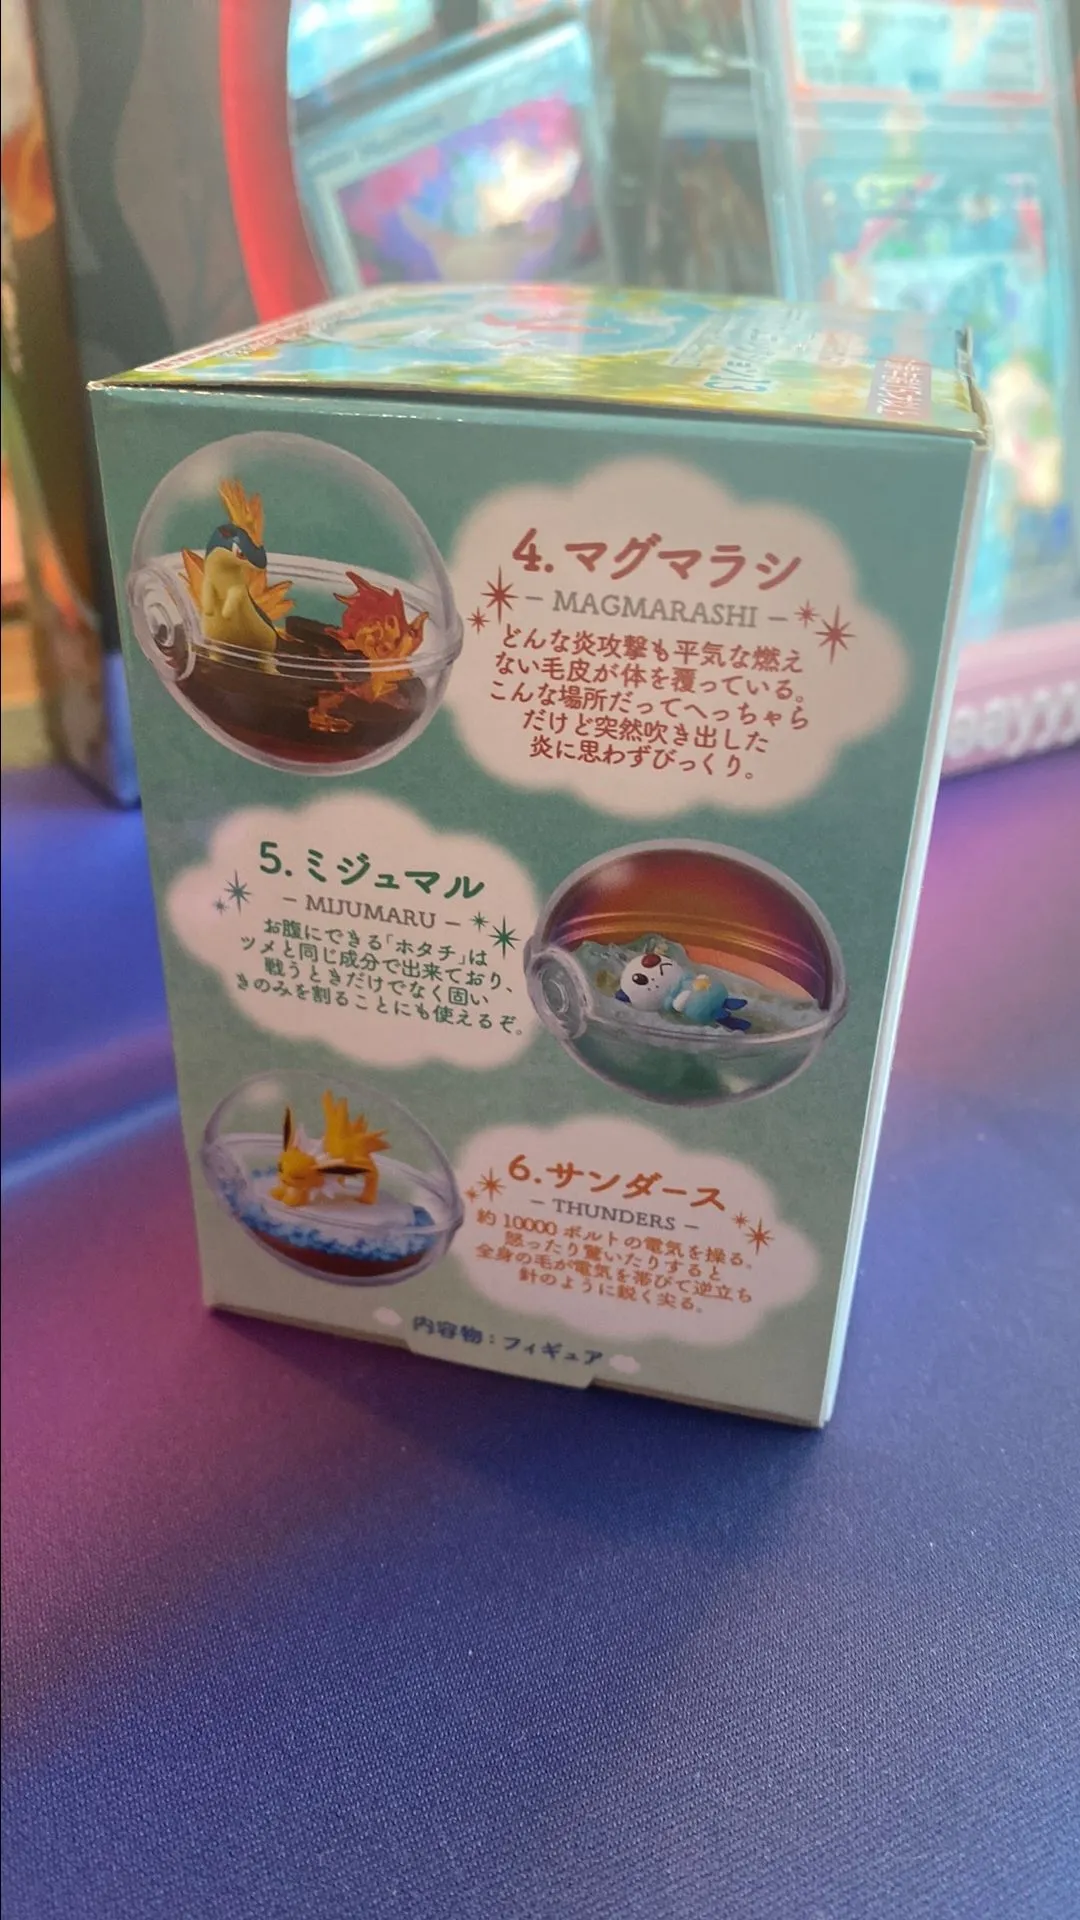 4.マグマラシ
– MAGMARASHI –
どんな炎攻撃も平気な燃え
ない毛皮が体を覆っている。
こんな場所だってへっちゃら
だけど突然吹き出した
炎に思わずびっくり。
5.ミジュマル
– MIJUMARU –
お腹にできる「ホタチ」は
ツメと同じ成分で出来ており、
戦うときだけでなく固い
きのみを割ることにも使えるぞ。
6.サンダース
– THUNDERS –
約10000ボルトの電気を操る。
怒ったり驚いたりすると
全身の毛が電気を帯びて逆立ち
針のように鋭く尖る。
内容物：フィギュア